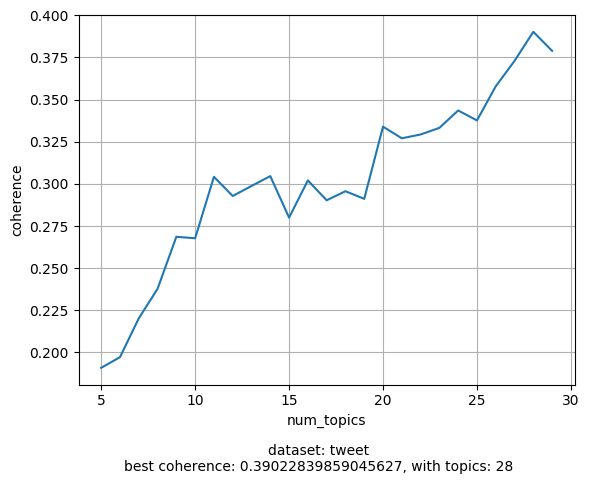 0.400
0.375
0.350
0.325
0.300
0.275
0.250
0.225
0.200
coherence
5 10 15 20 25 30
num_topics
dataset: tweet
best coherence: 0.39022839859045627, with topics: 28